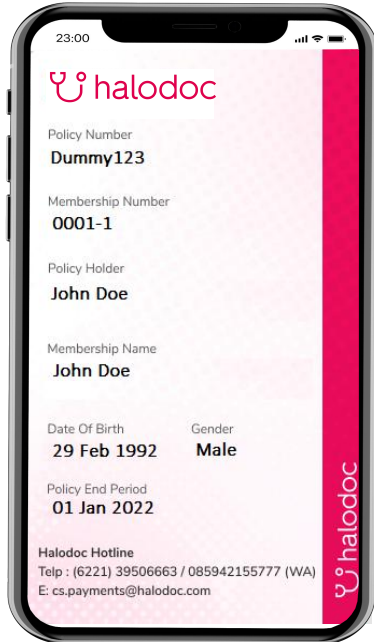 23:00
halodoc
Policy Number
Dummy123
Membership Number
0001-1
Policy Holder
John Doe
Membership Name
John Doe
Date Of Birth Gender
29 Feb 1992 Male
Policy End Period
01 Jan 2022
Halodoc Hotline
Telp : (6221) 39506663 / 085942155777 (WA)
E: cs.payments@halodoc.com
halodoc